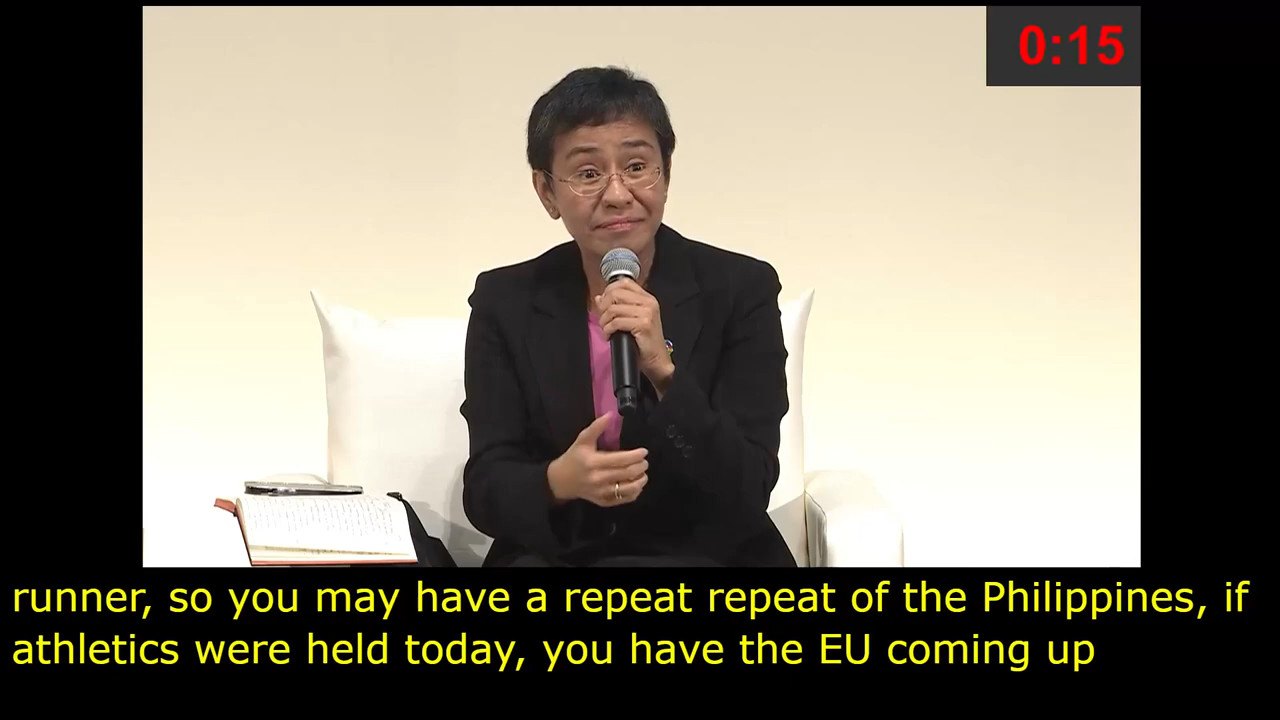 0:15
runner, so you may have a repeat repeat of the Philippines, if
athletics were held today, you have the EU coming up